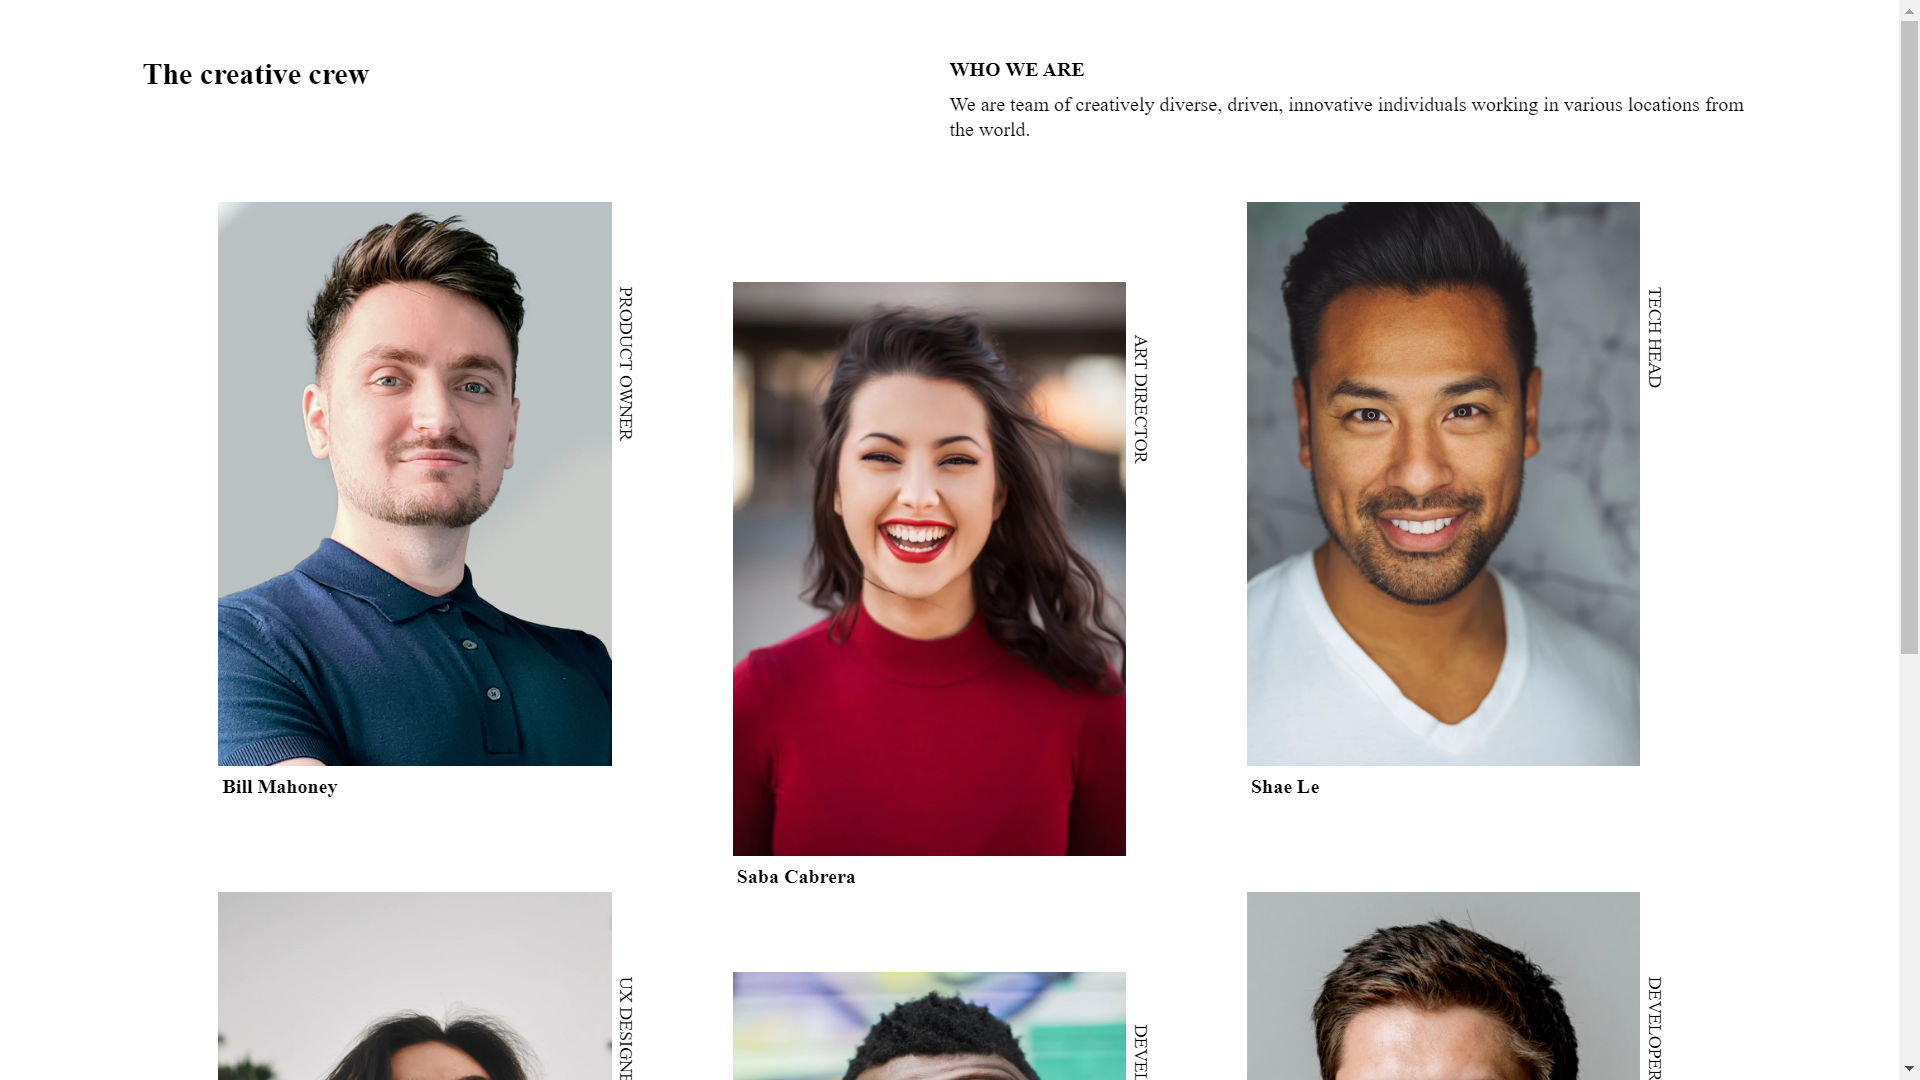 The creative crew
WHO WE ARE
We are team of creatively diverse, driven, innovative individuals working in various locations from
the world.
PRODUCT OWNER
Bill Mahoney
ART DIRECTOR
Saba Cabrera
TECH HEAD
Shae Le
UX DESIGNE
DEVEL
DEVELOPER